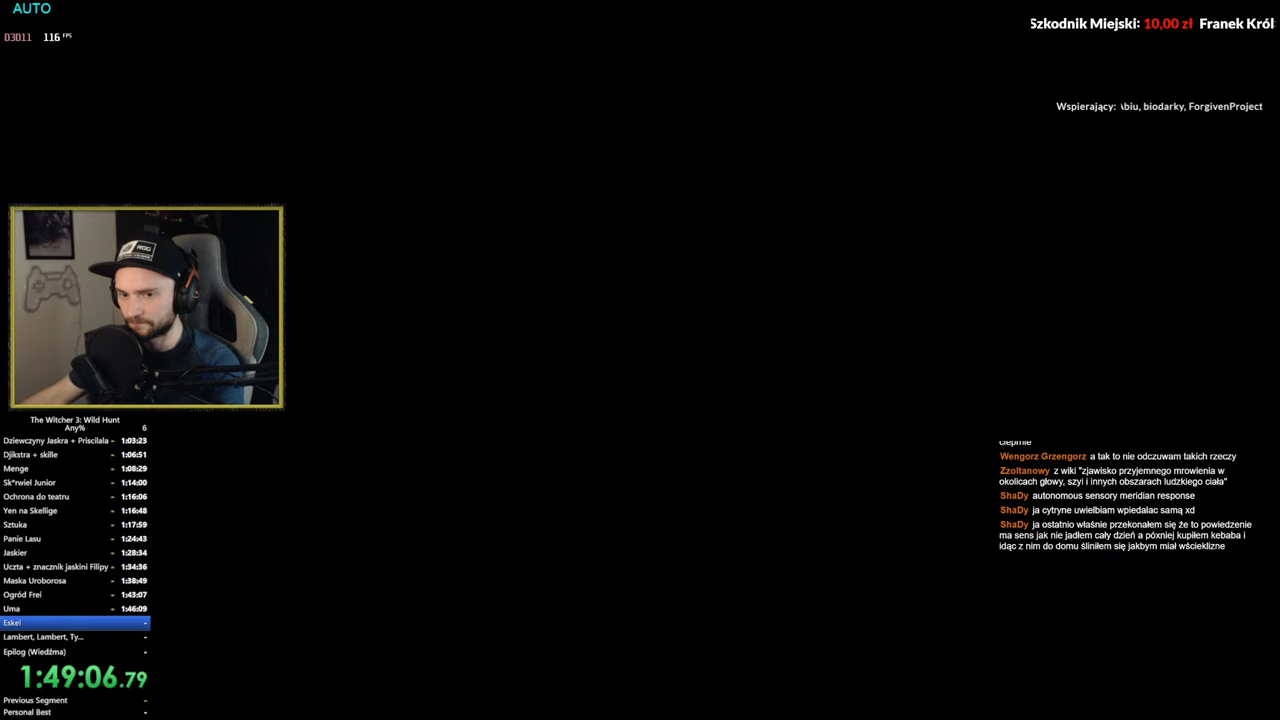 AUTO
D3D11 116 FPS
Szkodnik Miejski: 10,00 zł Franek Król
Wspierający: biu, biodarky, ForgivenProject
ROG
The Witcher 3: Wild Hunt
Any% 6
Dziewczyny Jaskra + Priscilala - 1:03:23
Djikstra + skille - 1:06:51
Menge - 1:08:29
Sk*rwiel Junior - 1:14:00
Ochrona do teatru - 1:16:06
Yen na Skellige - 1:16:48
Sztuka - 1:17:59
Panie Lasu - 1:24:43
Jaskier - 1:28:34
Uczta + znacznik jaskini Filipy - 1:34:36
Maska Uroborosa - 1:38:49
Ogród Frei - 1:43:07
Uma - 1:46:09
Eskel -
Lambert, Lambert, Ty... -
Epilog (Wiedźma) -
1:49:06.79
Previous Segment -
Personal Best -
Wengorz Grzengorz a tak to nie odczuwam takich rzeczy
Zzoltanowy z wiki "zjawisko przyjemnego mrowienia w
okolicach głowy, szyi i innych obszarach ludzkiego ciała"
ShaDy autonomous sensory meridian response
ShaDy ja cytryne uwielbiam wpiedalac samą xd
ShaDy ja ostatnio właśnie przekonałem się że to powiedzenie
ma sens jak nie jadłem cały dzień a póxniej kupiłem kebaba i
idąc z nim do domu śliniłem się jakbym miał wścieklizne